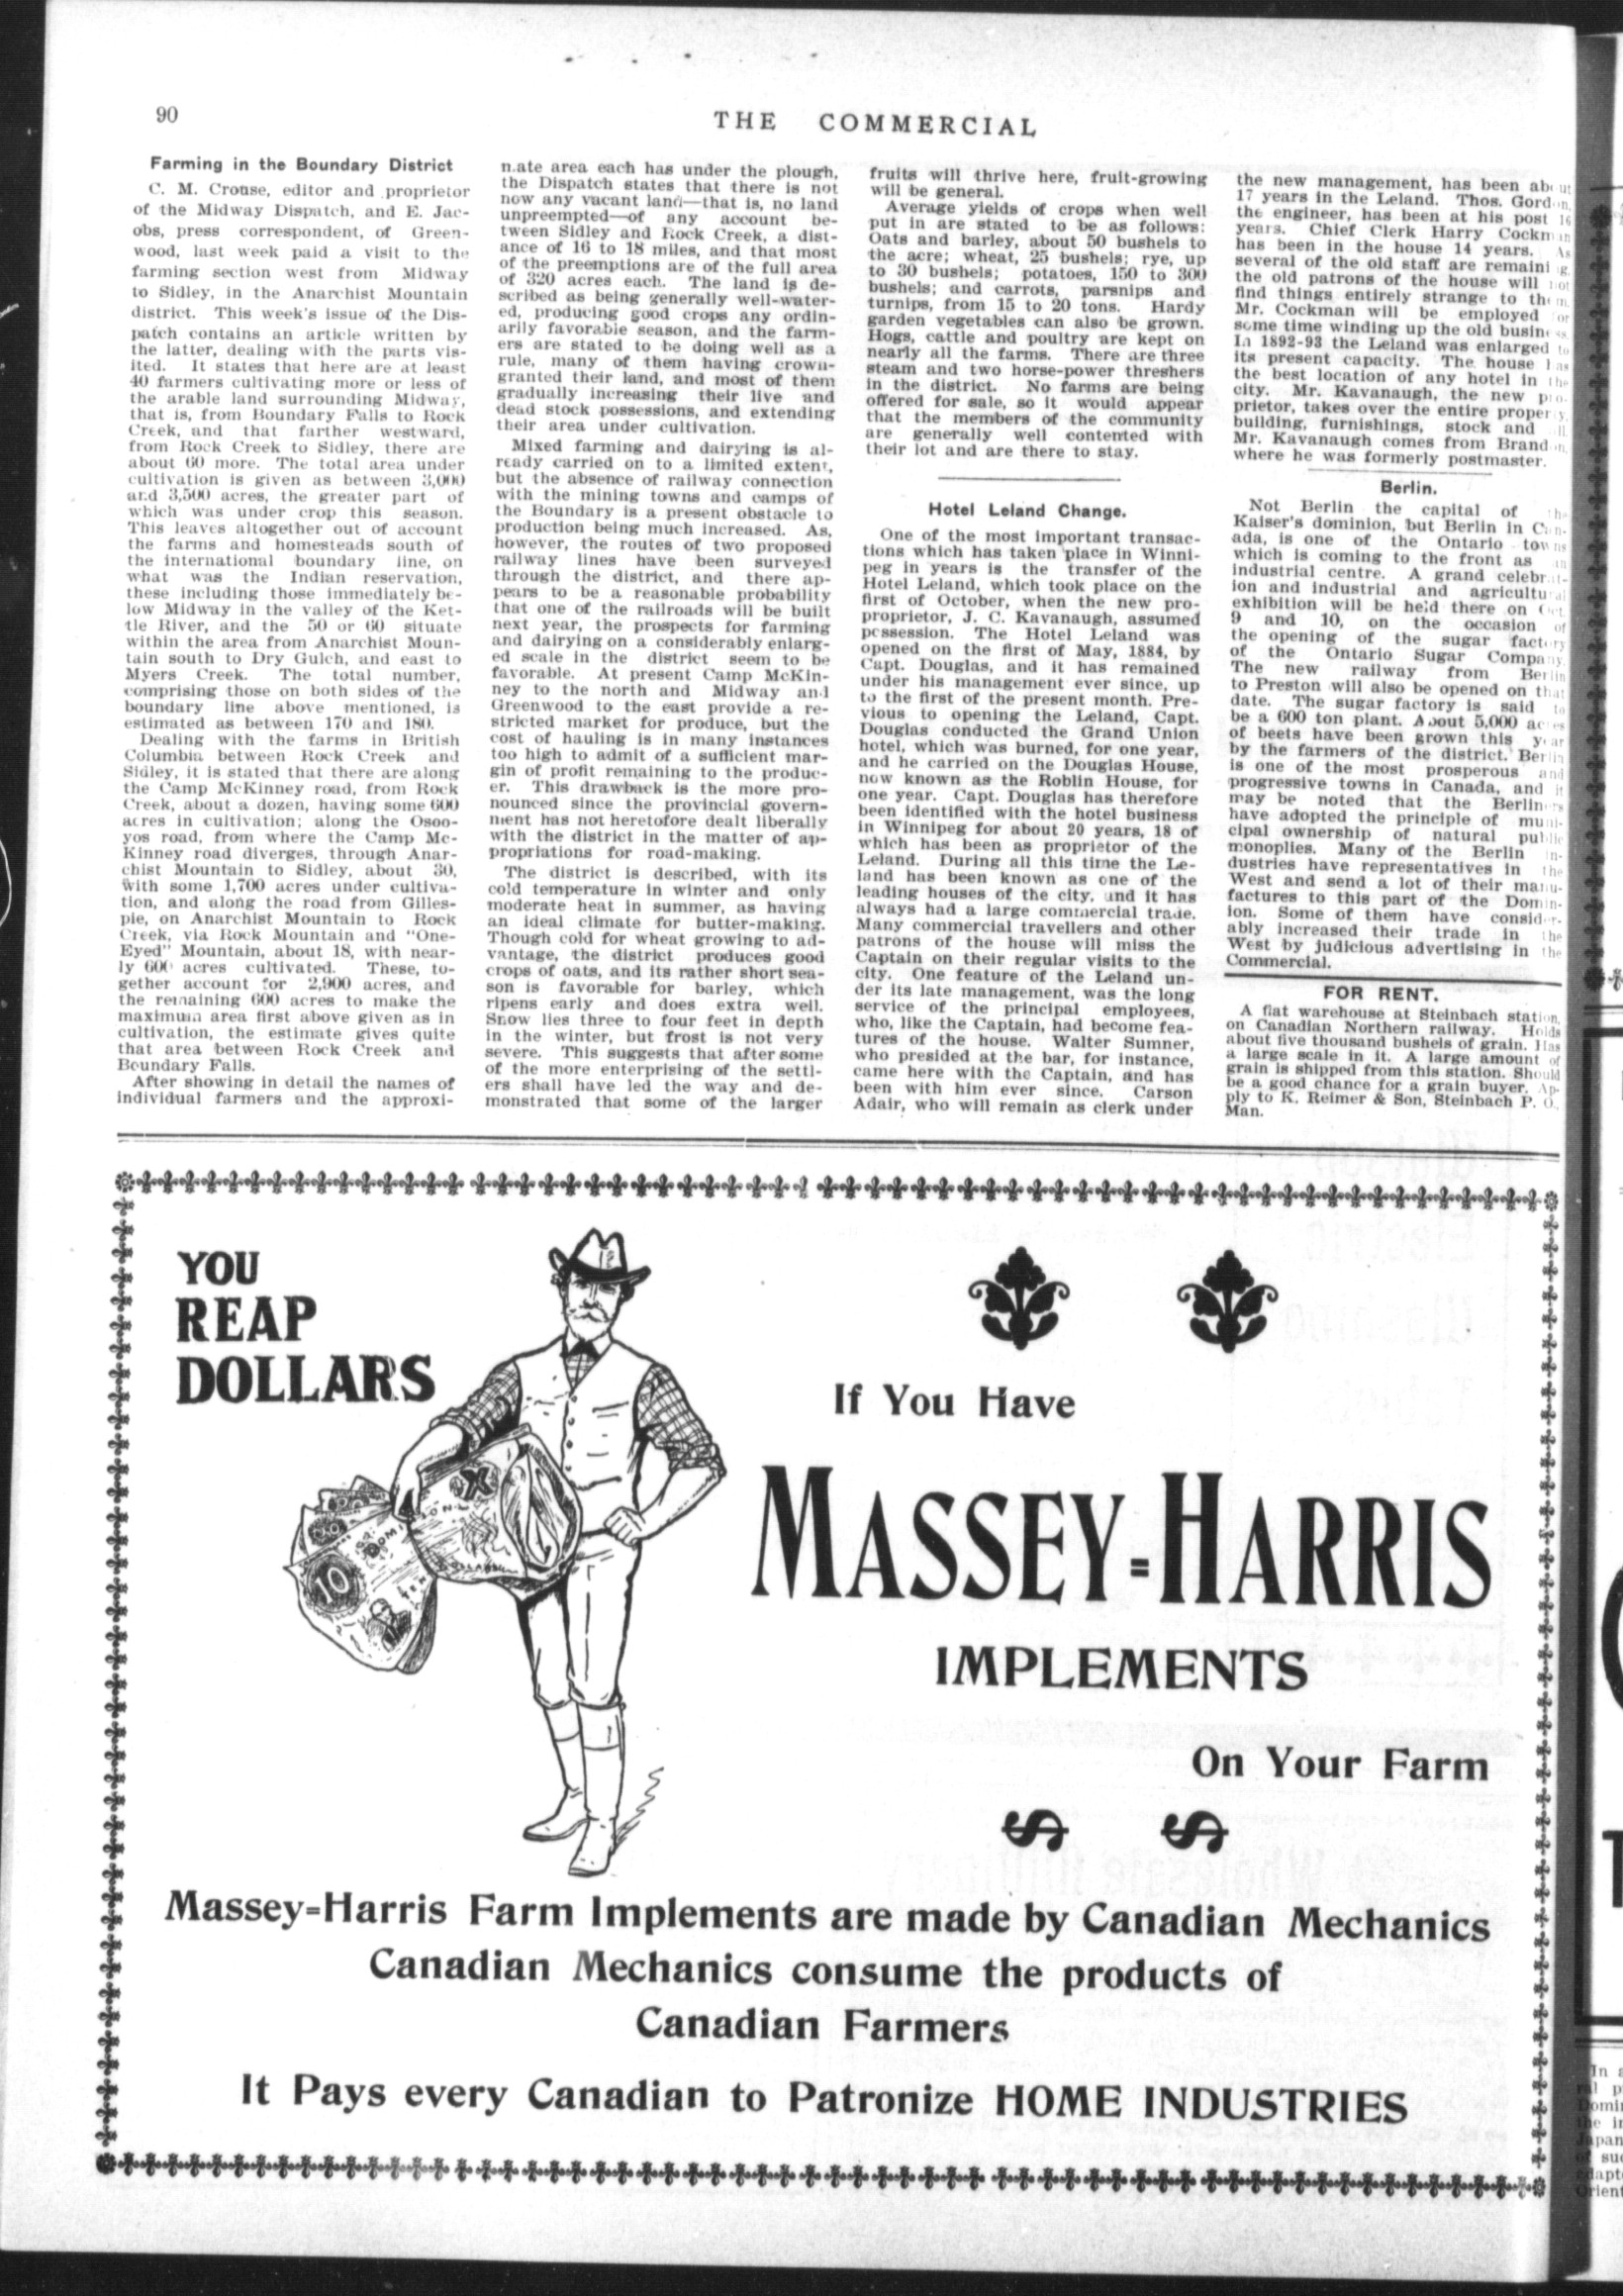 90
THE COMMERCIAL
Farming in the Boundary District
C. M. Crouse, editor and proprietor
of the Midway Dispatch, and E. Jac-
obs, press correspondent, of Green-
wood, last week paid a visit to the
farming section west from Midway
to Sidley, in the Anarchist Mountain
district. This week's issue of the Dis-
patch contains an article written by
the latter, dealing with the parts vis-
ited. It states that here are at least
40 farmers cultivating more or less of
the arable land surrounding Midway,
that is, from Boundary Falls to Rock
Creek, and that farther westward,
from Rock Creek to Sidley, there are
about 60 more. The total area under
cultivation is given as between 3,000
and 3,500 acres, the greater part of
which was under crop this season.
This leaves altogether out of account
the farms and homesteads south of
the international boundary line, on
what was the Indian reservation,
these including those immediately be-
low Midway in the valley of the Ket-
tle River, and the 50 or 60 situate
within the area from Anarchist Moun-
tain south to Dry Gulch, and east to
Myers Creek. The total number,
comprising those on both sides of the
boundary line above mentioned, is
estimated as between 170 and 180.
Dealing with the farms in British
Columbia between Rock Creek and
Sidley, it is stated that there are along
the Camp McKinney road, from Rock
Creek, about a dozen, having some 600
acres in cultivation; along the Osoo-
yos road, from where the Camp Mc-
Kinney road diverges, through Anar-
chist Mountain to Sidley, about 30,
with some 1,700 acres under cultiva-
tion, and along the road from Gilles-
pie, on Anarchist Mountain to Rock
Creek, via Rock Mountain and "One-
Eyed" Mountain, about 18, with near-
ly 600 acres cultivated. These, to-
gether account for 2,900 acres, and
the remaining 600 acres to make the
maximum area first above given as in
cultivation, the estimate gives quite
that area between Rock Creek and
Boundary Falls.
After showing in detail the names of
individual farmers and the approxi-
n.ate area each has under the plough,
the Dispatch states that there is not
now any vacant land—that is, no land
unpreempted—of any account be-
tween Sidley and Rock Creek, a dist-
ance of 16 to 18 miles, and that most
of the preemptions are of the full area
of 320 acres each. The land is de-
scribed as being generally well-water-
ed, producing good crops any ordin-
arily favorable season, and the farm-
ers are stated to be doing well as a
rule, many of them having crown-
granted their land, and most of them
gradually increasing their live and
dead stock possessions, and extending
their area under cultivation.
Mixed farming and dairying is al-
ready carried on to a limited extent,
but the absence of railway connection
with the mining towns and camps of
the Boundary is a present obstacle to
production being much increased. As,
however, the routes of two proposed
railway lines have been surveyed
through the district, and there ap-
pears to be a reasonable probability
that one of the railroads will be built
next year, the prospects for farming
and dairying on a considerably enlarg-
ed scale in the district seem to be
favorable. At present Camp McKin-
ney to the north and Midway and
Greenwood to the east provide a re-
stricted market for produce, but the
cost of hauling is in many instances
too high to admit of a sufficient mar-
gin of profit remaining to the produc-
er. This drawback is the more pro-
nounced since the provincial govern-
ment has not heretofore dealt liberally
with the district in the matter of ap-
propriations for road-making.
The district is described, with its
cold temperature in winter and only
moderate heat in summer, as having
an ideal climate for butter-making.
Though cold for wheat growing to ad-
vantage, the district produces good
crops of oats, and its rather short sea-
son is favorable for barley, which
ripens early and does extra well.
Snow lies three to four feet in depth
in the winter, but frost is not very
severe. This suggests that after some
of the more enterprising of the settl-
ers shall have led the way and de-
monstrated that some of the larger
fruits will thrive here, fruit-growing
will be general.
Average yields of crops when well
put in are stated to be as follows:
Oats and barley, about 50 bushels to
the acre; wheat, 25 bushels; rye, up
to 30 bushels; potatoes, 150 to 300
bushels; and carrots, parsnips and
turnips, from 15 to 20 tons. Hardy
garden vegetables can also be grown.
Hogs, cattle and poultry are kept on
nearly all the farms. There are three
steam and two horse-power threshers
in the district. No farms are being
offered for sale, so it would appear
that the members of the community
are generally well contented with
their lot and are there to stay.
Hotel Leland Change.
One of the most important transac-
tions which has taken place in Winni-
peg in years is the transfer of the
Hotel Leland, which took place on the
first of October, when the new pro-
proprietor, J. C. Kavanaugh, assumed
possession. The Hotel Leland was
opened on the first of May, 1884, by
Capt. Douglas, and it has remained
under his management ever since, up
to the first of the present month. Pre-
vious to opening the Leland, Capt.
Douglas conducted the Grand Union
hotel, which was burned, for one year,
and he carried on the Douglas House,
now known as the Roblin House, for
one year. Capt. Douglas has therefore
been identified with the hotel business
in Winnipeg for about 20 years, 18 of
which has been as proprietor of the
Leland. During all this time the Le-
land has been known as one of the
leading houses of the city, and it has
always had a large commercial trade.
Many commercial travellers and other
patrons of the house will miss the
Captain on their regular visits to the
city. One feature of the Leland un-
der its late management, was the long
service of the principal employees,
who, like the Captain, had become fea-
tures of the house. Walter Sumner,
who presided at the bar, for instance,
came here with the Captain, and has
been with him ever since. Carson
Adair, who will remain as clerk under
the new management, has been about
17 years in the Leland. Thos. Gordon,
the engineer, has been at his post 16
years. Chief Clerk Harry Cockman
has been in the house 14 years. As
several of the old staff are remaining,
the old patrons of the house will not
find things entirely strange to them.
Mr. Cockman will be employed for
some time winding up the old business.
In 1892-93 the Leland was enlarged to
its present capacity. The house has
the best location of any hotel in the
city. Mr. Kavanaugh, the new pro-
prietor, takes over the entire property,
building, furnishings, stock and all.
Mr. Kavanaugh comes from Brandon,
where he was formerly postmaster.
Berlin.
Not Berlin the capital of the
Kaiser's dominion, but Berlin in Can-
ada, is one of the Ontario towns
which is coming to the front as an
industrial centre. A grand celebrat-
ion and industrial and agricultural
exhibition will be held there on Oct.
9 and 10, on the occasion of
the opening of the sugar factory
of the Ontario Sugar Company.
The new railway from Berlin
to Preston will also be opened on that
date. The sugar factory is said to
be a 600 ton plant. About 5,000 acres
of beets have been grown this year
by the farmers of the district. Berlin
is one of the most prosperous and
progressive towns in Canada, and it
may be noted that the Berliners
have adopted the principle of muni-
cipal ownership of natural public
monoplies. Many of the Berlin in-
dustries have representatives in the
West and send a lot of their manu-
factures to this part of the Domin-
ion. Some of them have consider-
ably increased their trade in the
West by judicious advertising in the
Commercial.
FOR RENT.
A flat warehouse at Steinbach station,
on Canadian Northern railway. Holds
about five thousand bushels of grain. Has
a large scale in it. A large amount of
grain is shipped from this station. Should
be a good chance for a grain buyer. Ap-
ply to K. Reimer & Son, Steinbach P. O.,
Man.
YOU
REAP
DOLLARS
If You Have
MASSEY=HARRIS
IMPLEMENTS
On Your Farm
$ $
Massey=Harris Farm Implements are made by Canadian Mechanics
Canadian Mechanics consume the products of
Canadian Farmers
It Pays every Canadian to Patronize HOME INDUSTRIES